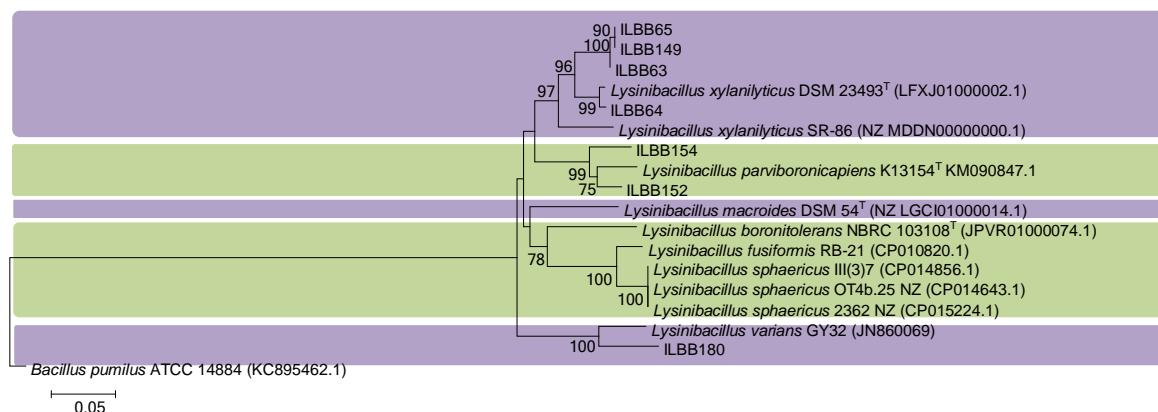 90
ILBB65
100
ILBB149
ILBB63
96
97
Lysinibacillus xylanilyticus DSM 23493T (LFXJ01000002.1)
99
ILBB64
Lysinibacillus xylanilyticus SR-86 (NZ MDDN00000000.1)
ILBB154
99
Lysinibacillus parviboronicapiens K13154T KM090847.1
75
ILBB152
Lysinibacillus macroides DSM 54T (NZ LGCI01000014.1)
Lysinibacillus boronitolerans NBRC 103108T (JPVR01000074.1)
78
Lysinibacillus fusiformis RB-21 (CP010820.1)
100
Lysinibacillus sphaericus III(3)7 (CP014856.1)
100
Lysinibacillus sphaericus OT4b.25 NZ (CP014643.1)
Lysinibacillus sphaericus 2362 NZ (CP015224.1)
Lysinibacillus varians GY32 (JN860069)
100
ILBB180
Bacillus pumilus ATCC 14884 (KC895462.1)
0.05